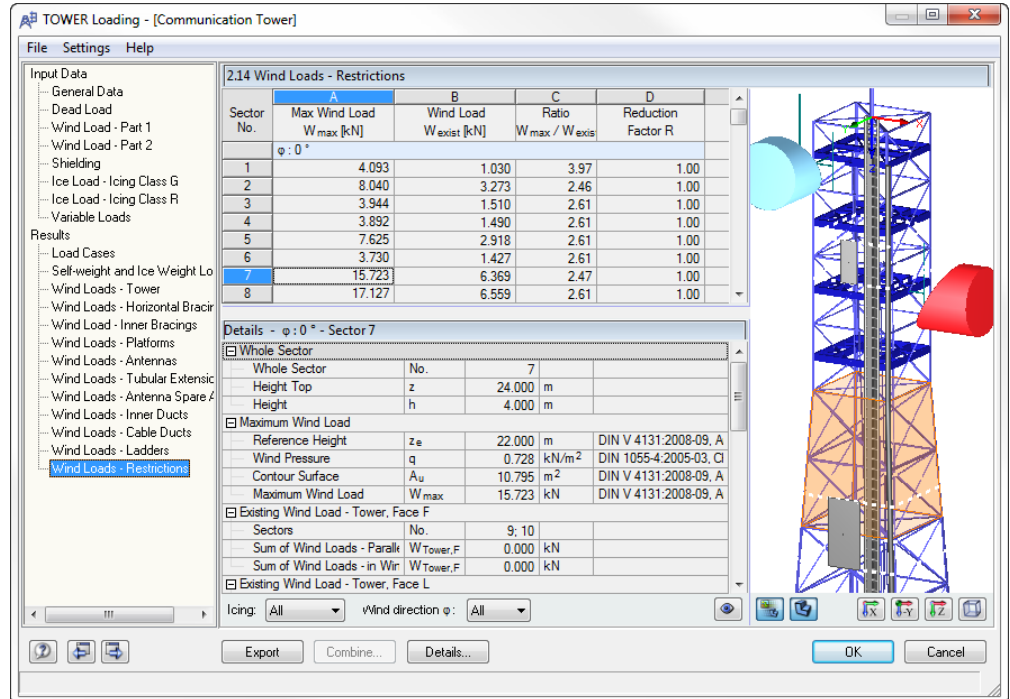 TOWER Loading - [Communication Tower]
File Settings Help
Input Data
General Data
Dead Load
Wind Load - Part 1
Wind Load - Part 2
Shielding
Ice Load - Icing Class G
Ice Load - Icing Class R
Variable Loads
Results
Load Cases
Self-weight and Ice Weight Lo
Wind Loads - Tower
Wind Loads - Horizontal Bracin
Wind Load - Inner Bracings
Wind Loads - Platforms
Wind Loads - Antennas
Wind Loads - Tubular Extensic
Wind Loads - Antenna Spare A
Wind Loads - Inner Ducts
Wind Loads - Cable Ducts
Wind Loads - Ladders
Wind Loads - Restrictions
2.14 Wind Loads - Restrictions
A B C D
Sector Max Wind Load Wind Load Ratio Reduction
No. W max [kN] W exist [kN] W max / W exis Factor R
φ : 0 °
1 4.093 1.030 3.97 1.00
2 8.040 3.273 2.46 1.00
3 3.944 1.510 2.61 1.00
4 3.892 1.490 2.61 1.00
5 7.625 2.918 2.61 1.00
6 3.730 1.427 2.61 1.00
7 15.723 6.369 2.47 1.00
8 17.127 6.559 2.61 1.00
Details - φ : 0 ° - Sector 7
Whole Sector
Whole Sector No. 7
Height Top z 24.000 m
Height h 4.000 m
Maximum Wind Load
Reference Height z e 22.000 m DIN V 4131:2008-09, A
Wind Pressure q 0.728 kN/m2 DIN 1055-4:2005-03, Cl
Contour Surface A u 10.795 m2 DIN V 4131:2008-09, A
Maximum Wind Load W max 15.723 kN DIN V 4131:2008-09, A
Existing Wind Load - Tower, Face F
Sectors No. 9; 10
Sum of Wind Loads - Paralle W Tower,F 0.000 kN
Sum of Wind Loads - in Win W Tower,F 0.000 kN
Existing Wind Load - Tower, Face L
Icing: All Wind direction φ : All
X -Y Z
Export Combine... Details... OK Cancel